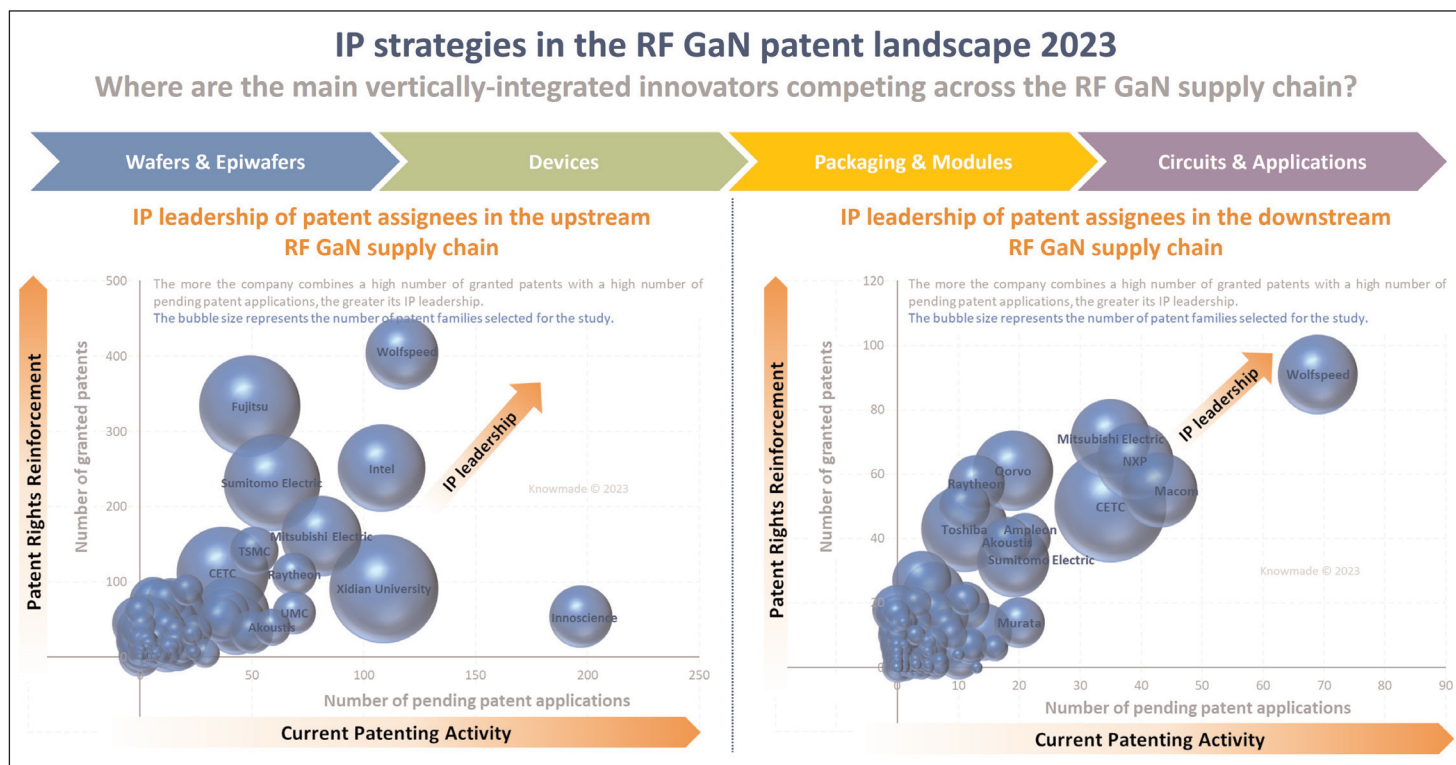 IP strategies in the RF GaN patent landscape 2023
Where are the main vertically-integrated innovators competing across the RF GaN supply chain?
Wafers & Epiwafers
Devices
Packaging & Modules
Circuits & Applications
IP leadership of patent assignees in the upstream
RF GaN supply chain
The more the company combines a high number of granted patents with a high number of
pending patent applications, the greater its IP leadership.
The bubble size represents the number of patent families selected for the study.
Patent Rights Reinforcement
Number of granted patents
500
400
300
200
100
0
Wolfspeed
Fujitsu
Intel
Sumitomo Electric
Mitsubishi Electric
TSMC
CETC
Raytheon
Xidian University
UMC
Akoustis
Innoscience
IP leadership
Knowmade © 2023
0
50
100
150
200
250
Number of pending patent applications
Current Patenting Activity
IP leadership of patent assignees in the downstream
RF GaN supply chain
The more the company combines a high number of granted patents with a high number of
pending patent applications, the greater its IP leadership.
The bubble size represents the number of patent families selected for the study.
Patent Rights Reinforcement
Number of granted patents
120
100
80
60
40
20
0
Wolfspeed
Mitsubishi Electric
NXP
Qorvo
Raytheon
Macom
CETC
Toshiba
Ampleon
Akoustis
Sumitomo Electric
Murata
IP leadership
Knowmade © 2023
0
10
20
30
40
50
60
70
80
90
Number of pending patent applications
Current Patenting Activity